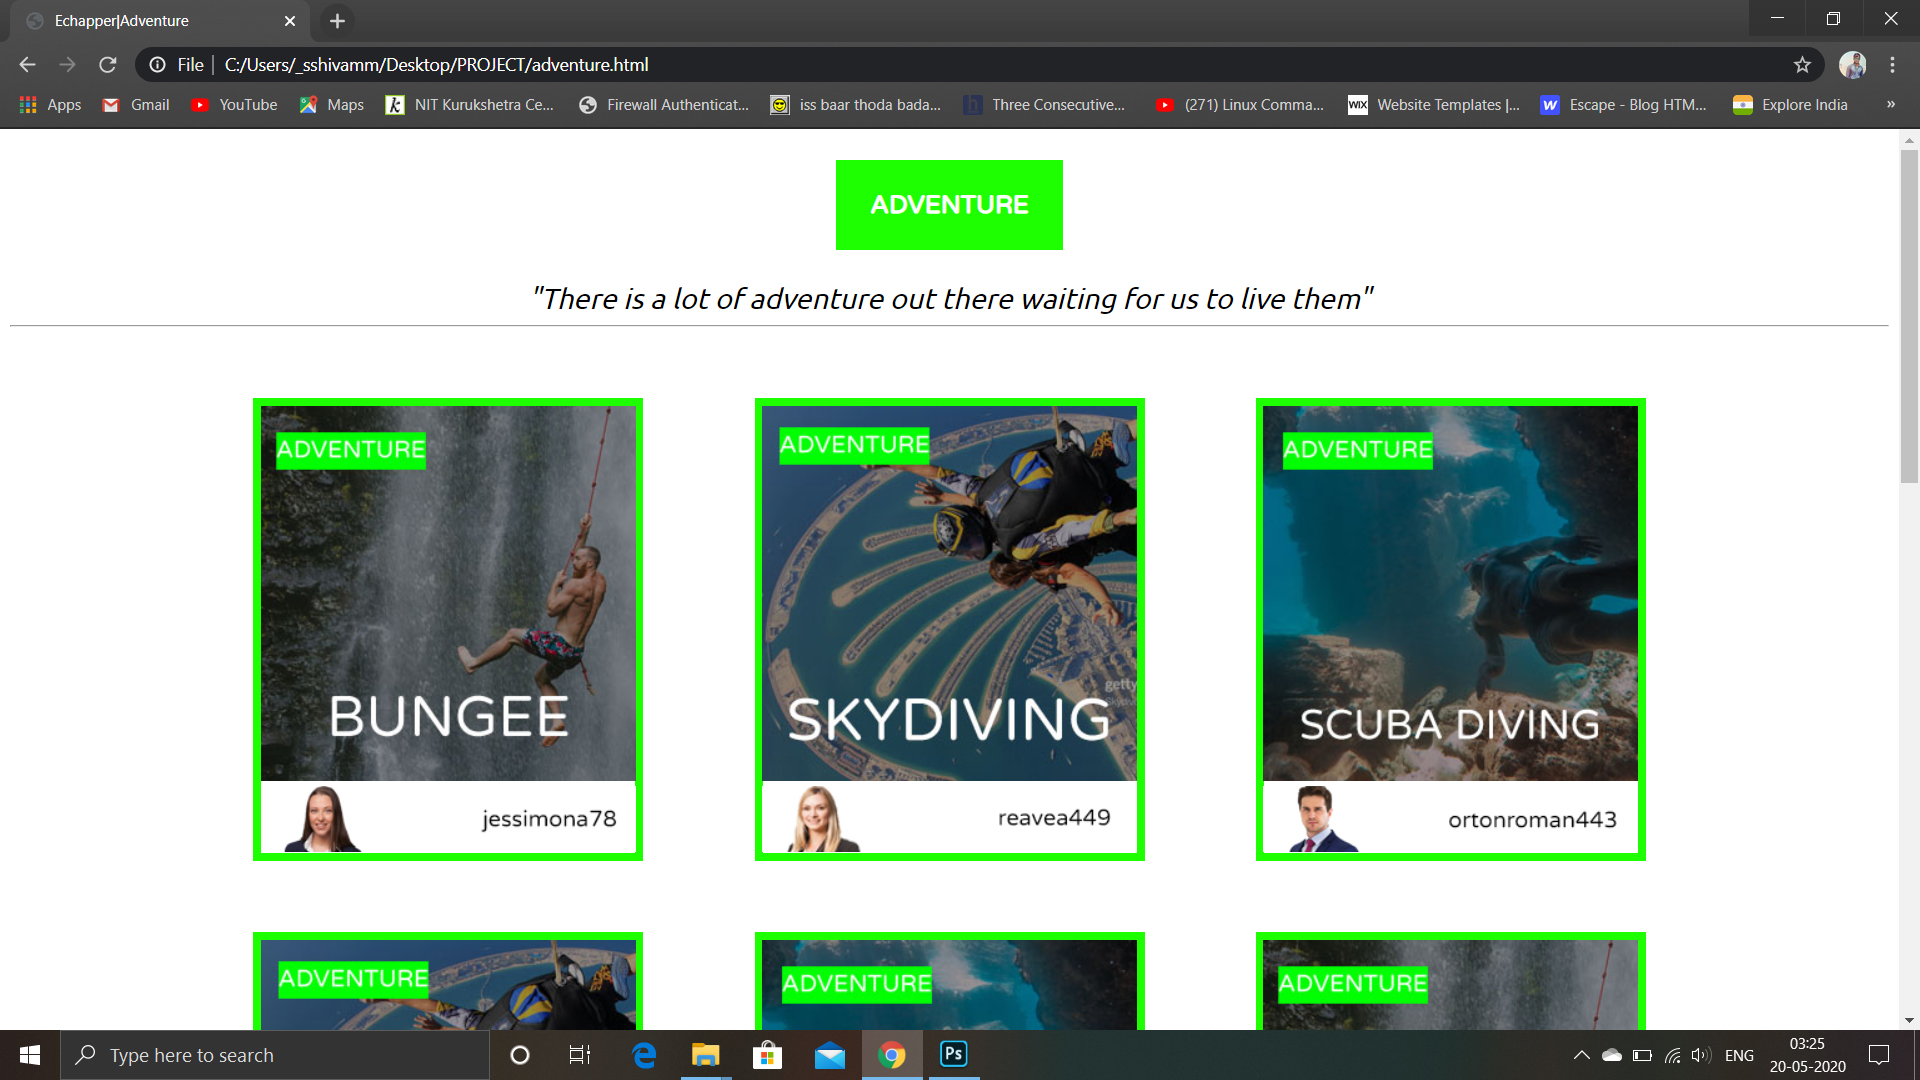 Echapper|Adventure
File | C:/Users/_sshivamm/Desktop/PROJECT/adventure.html
Apps Gmail YouTube Maps NIT Kurukshetra Ce... Firewall Authenticat... iss baar thoda bada... Three Consecutive... (271) Linux Comma... WIX Website Templates |... Escape - Blog HTM... Explore India »
ADVENTURE
"There is a lot of adventure out there waiting for us to live them"
ADVENTURE
BUNGEE
jessimona78
ADVENTURE
getty
SKYDIVING
reavea449
ADVENTURE
SCUBA DIVING
ortonroman443
ADVENTURE
ADVENTURE
ADVENTURE
Type here to search
Ps
ENG
03:25
20-05-2020